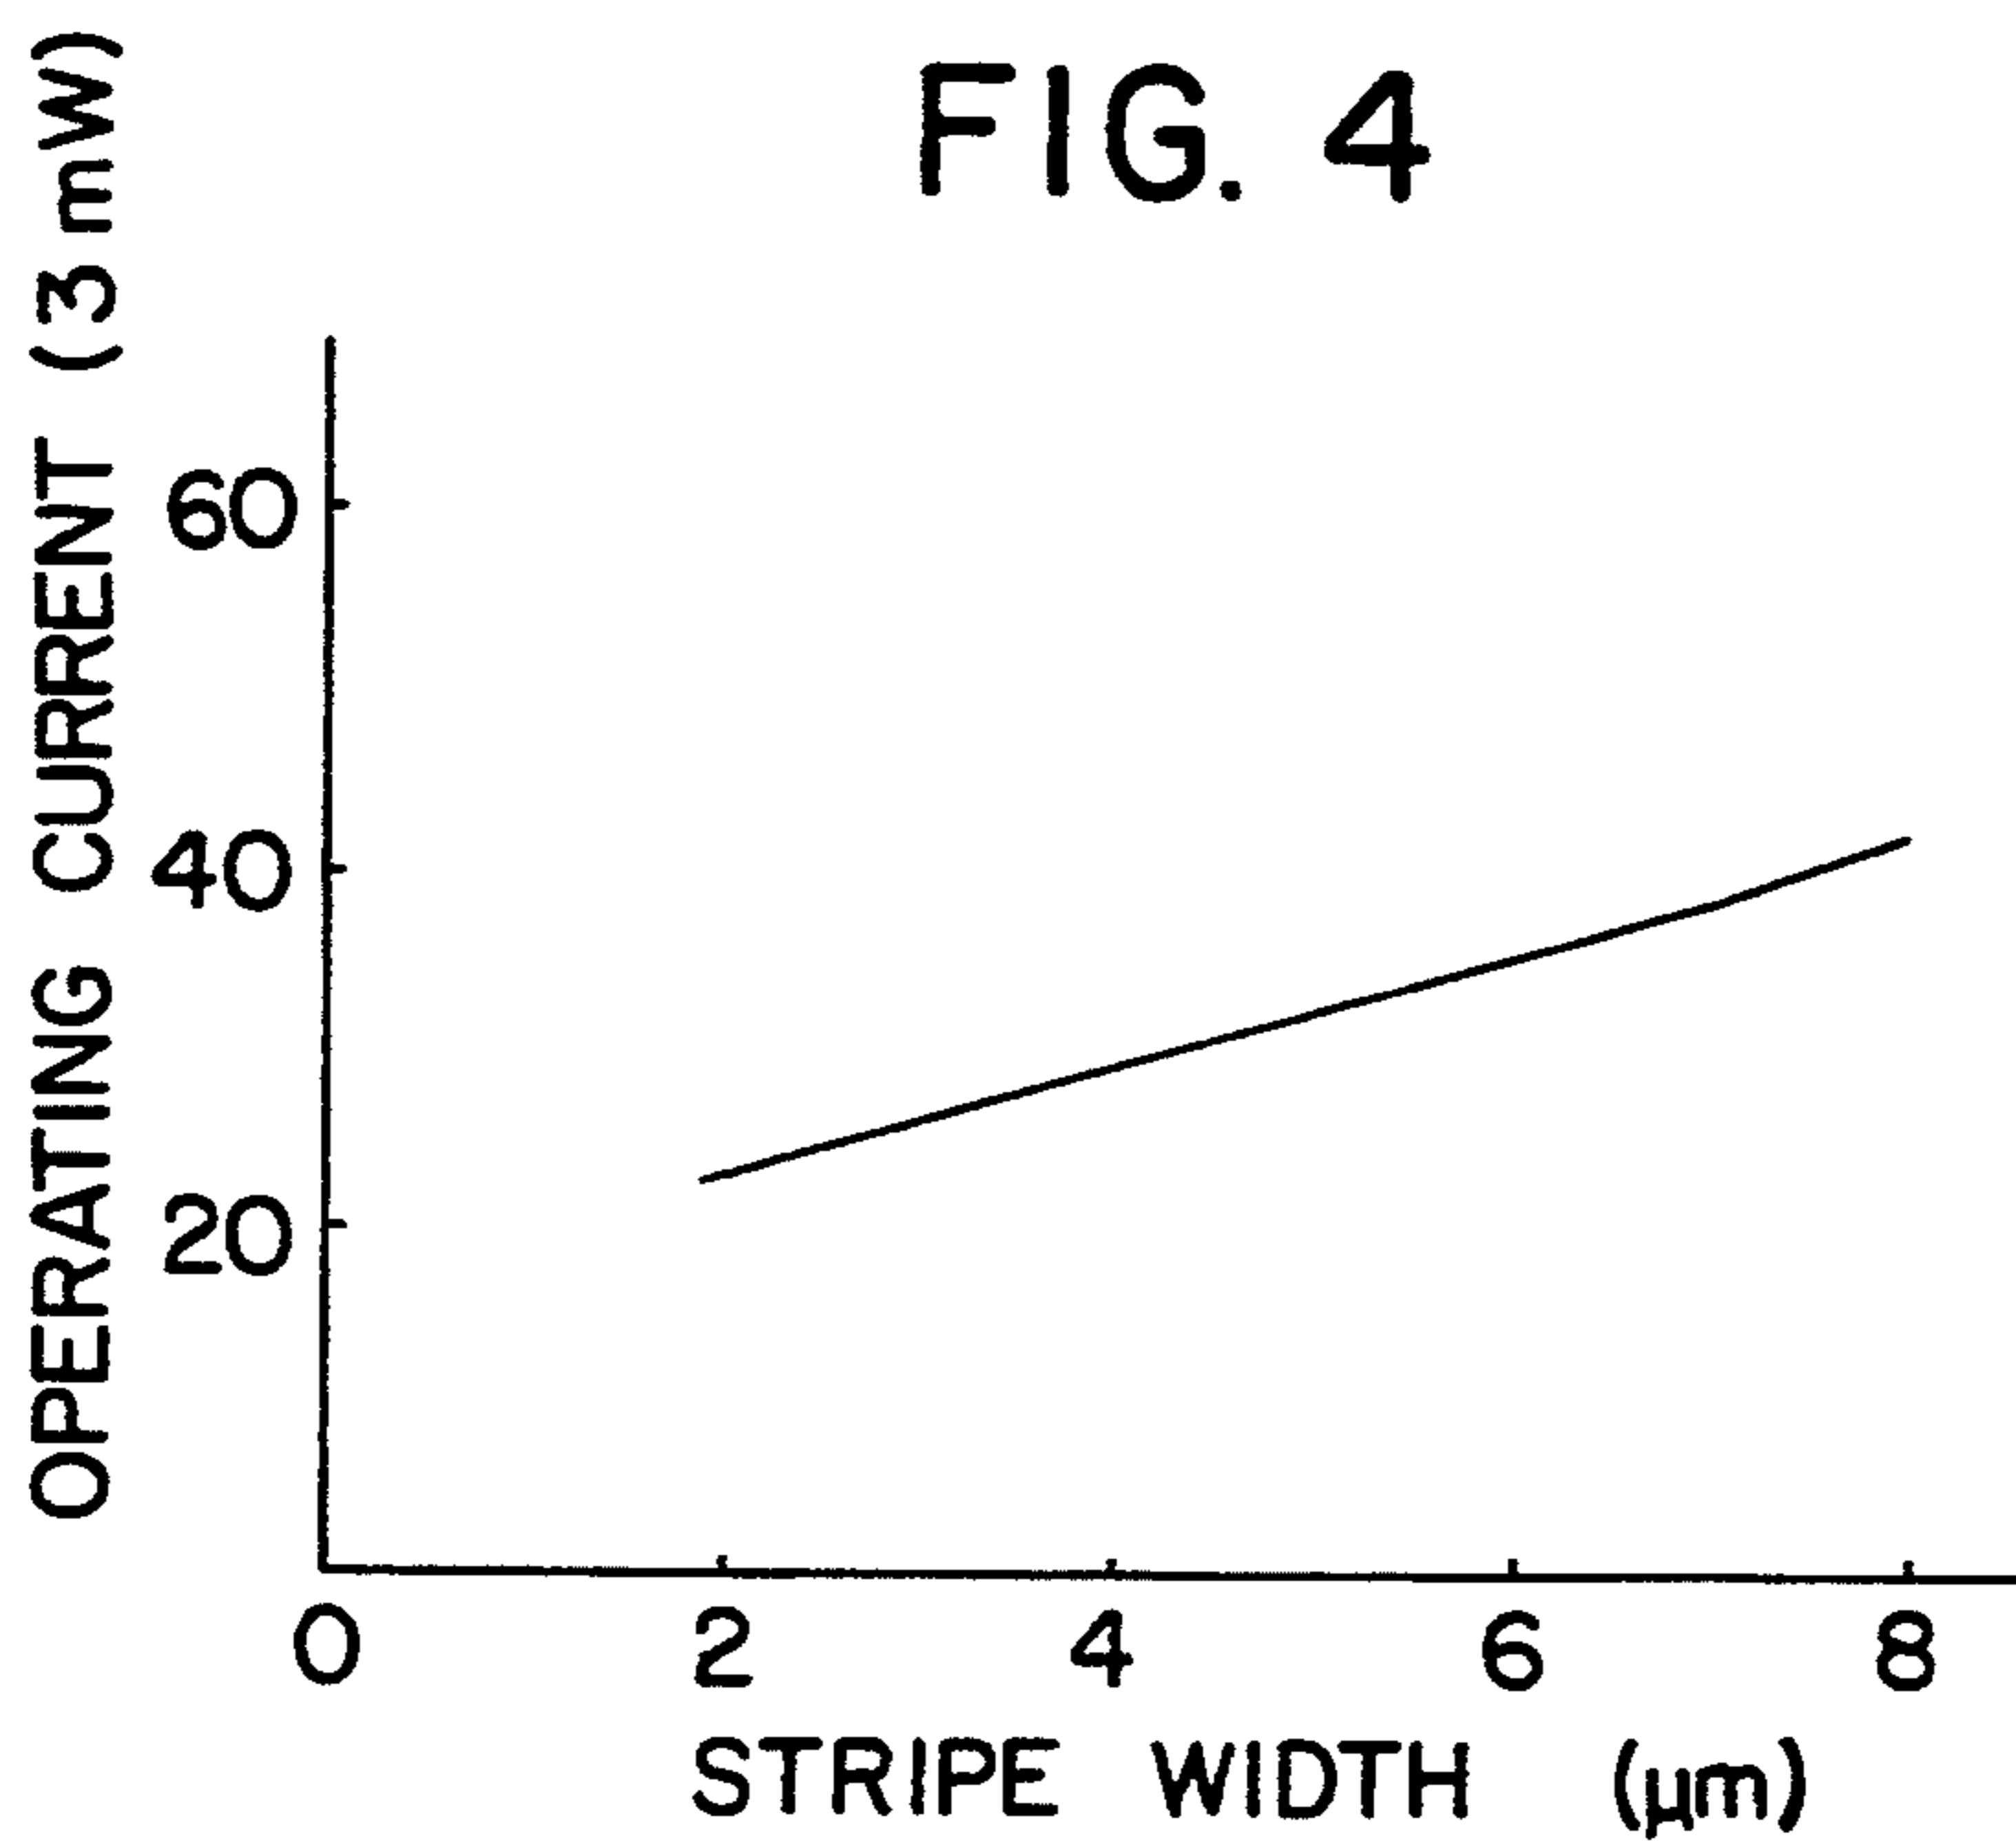 FIG. 4
OPERATING CURRENT (3 mW)
60
40
20
0 2 4 6 8
STRIPE WIDTH (μm)